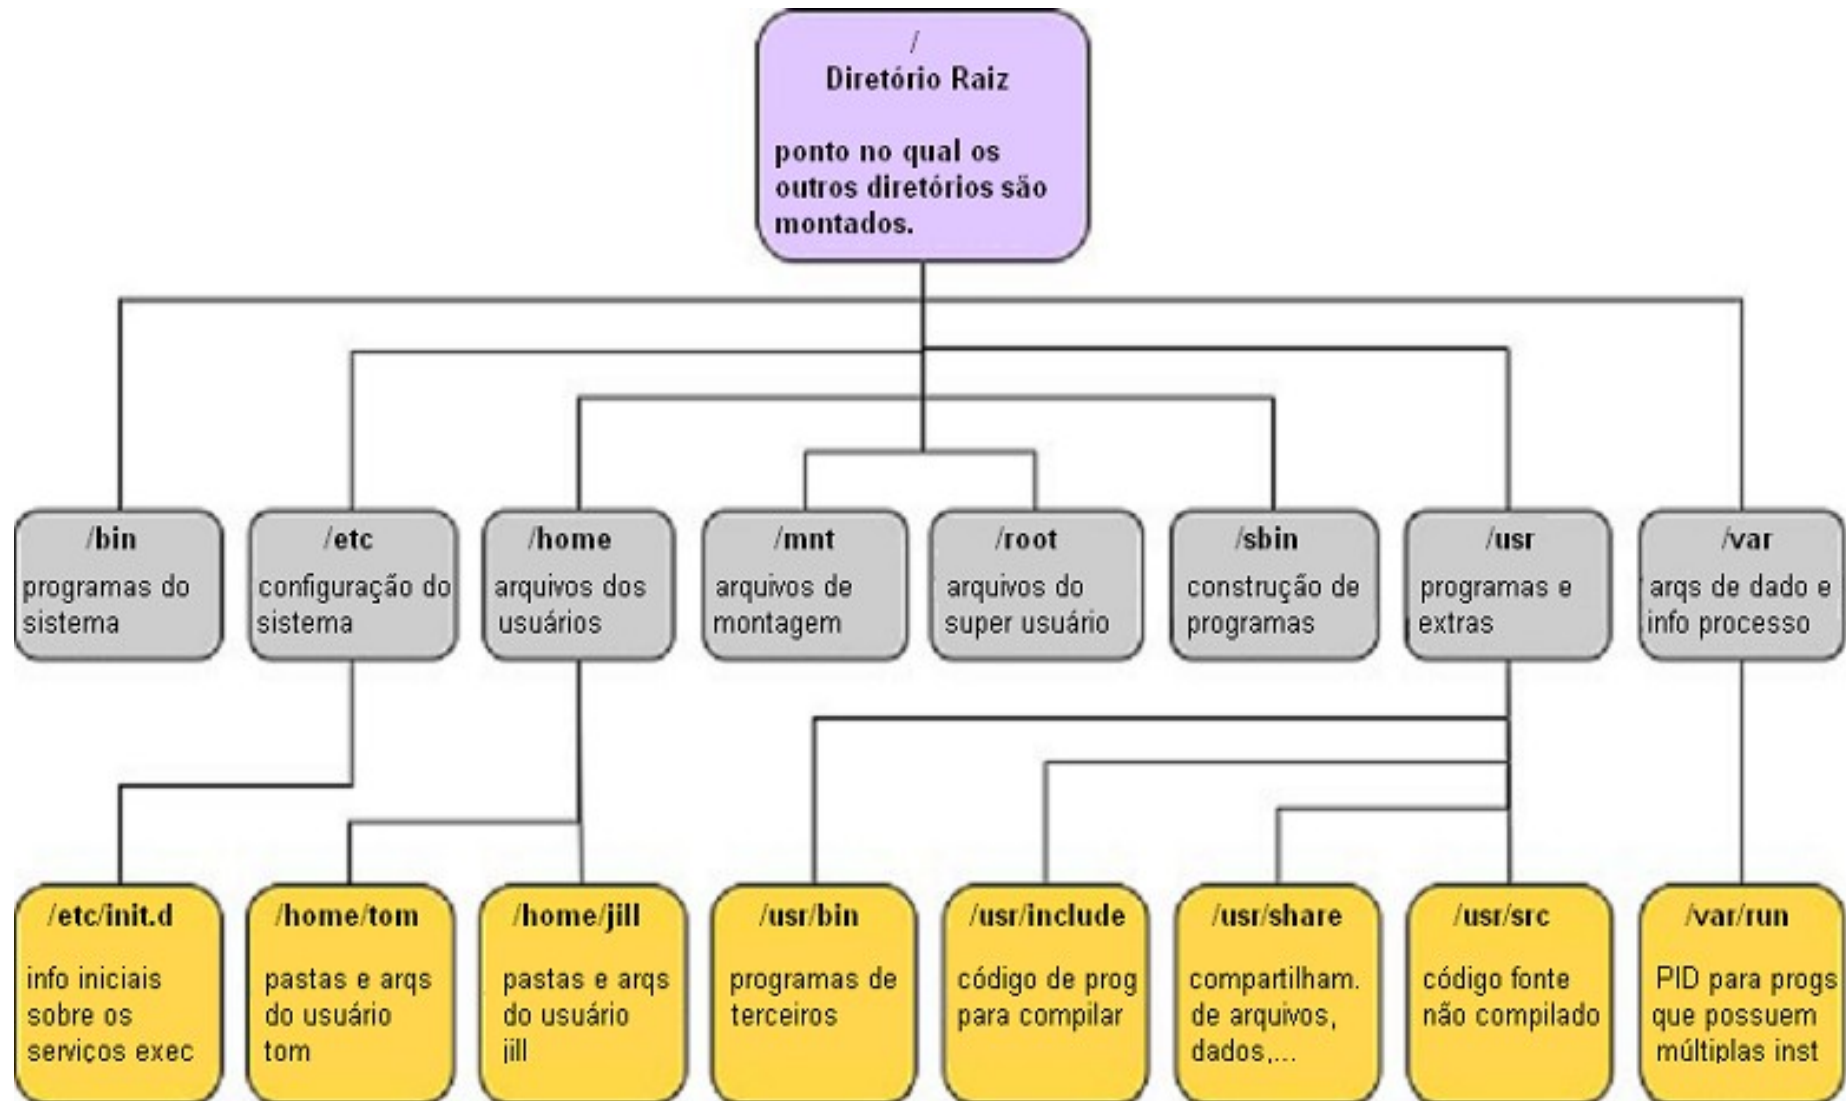 /
Diretório Raiz
ponto no qual os
outros diretórios são
montados.
/bin
programas do
sistema
/etc
configuração do
sistema
/home
arquivos dos
usuários
/mnt
arquivos de
montagem
/root
arquivos do
super usuário
/sbin
construção de
programas
/usr
programas e
extras
/var
arqs de dado e
info processo
/etc/init.d
info iniciais
sobre os
serviços exec
/home/tom
pastas e arqs
do usuário
tom
/home/jill
pastas e arqs
do usuário
jill
/usr/bin
programas de
terceiros
/usr/include
código de prog
para compilar
/usr/share
compartilham.
de arquivos,
dados,...
/usr/src
código fonte
não compilado
/var/run
PID para progs
que possuem
múltiplas inst